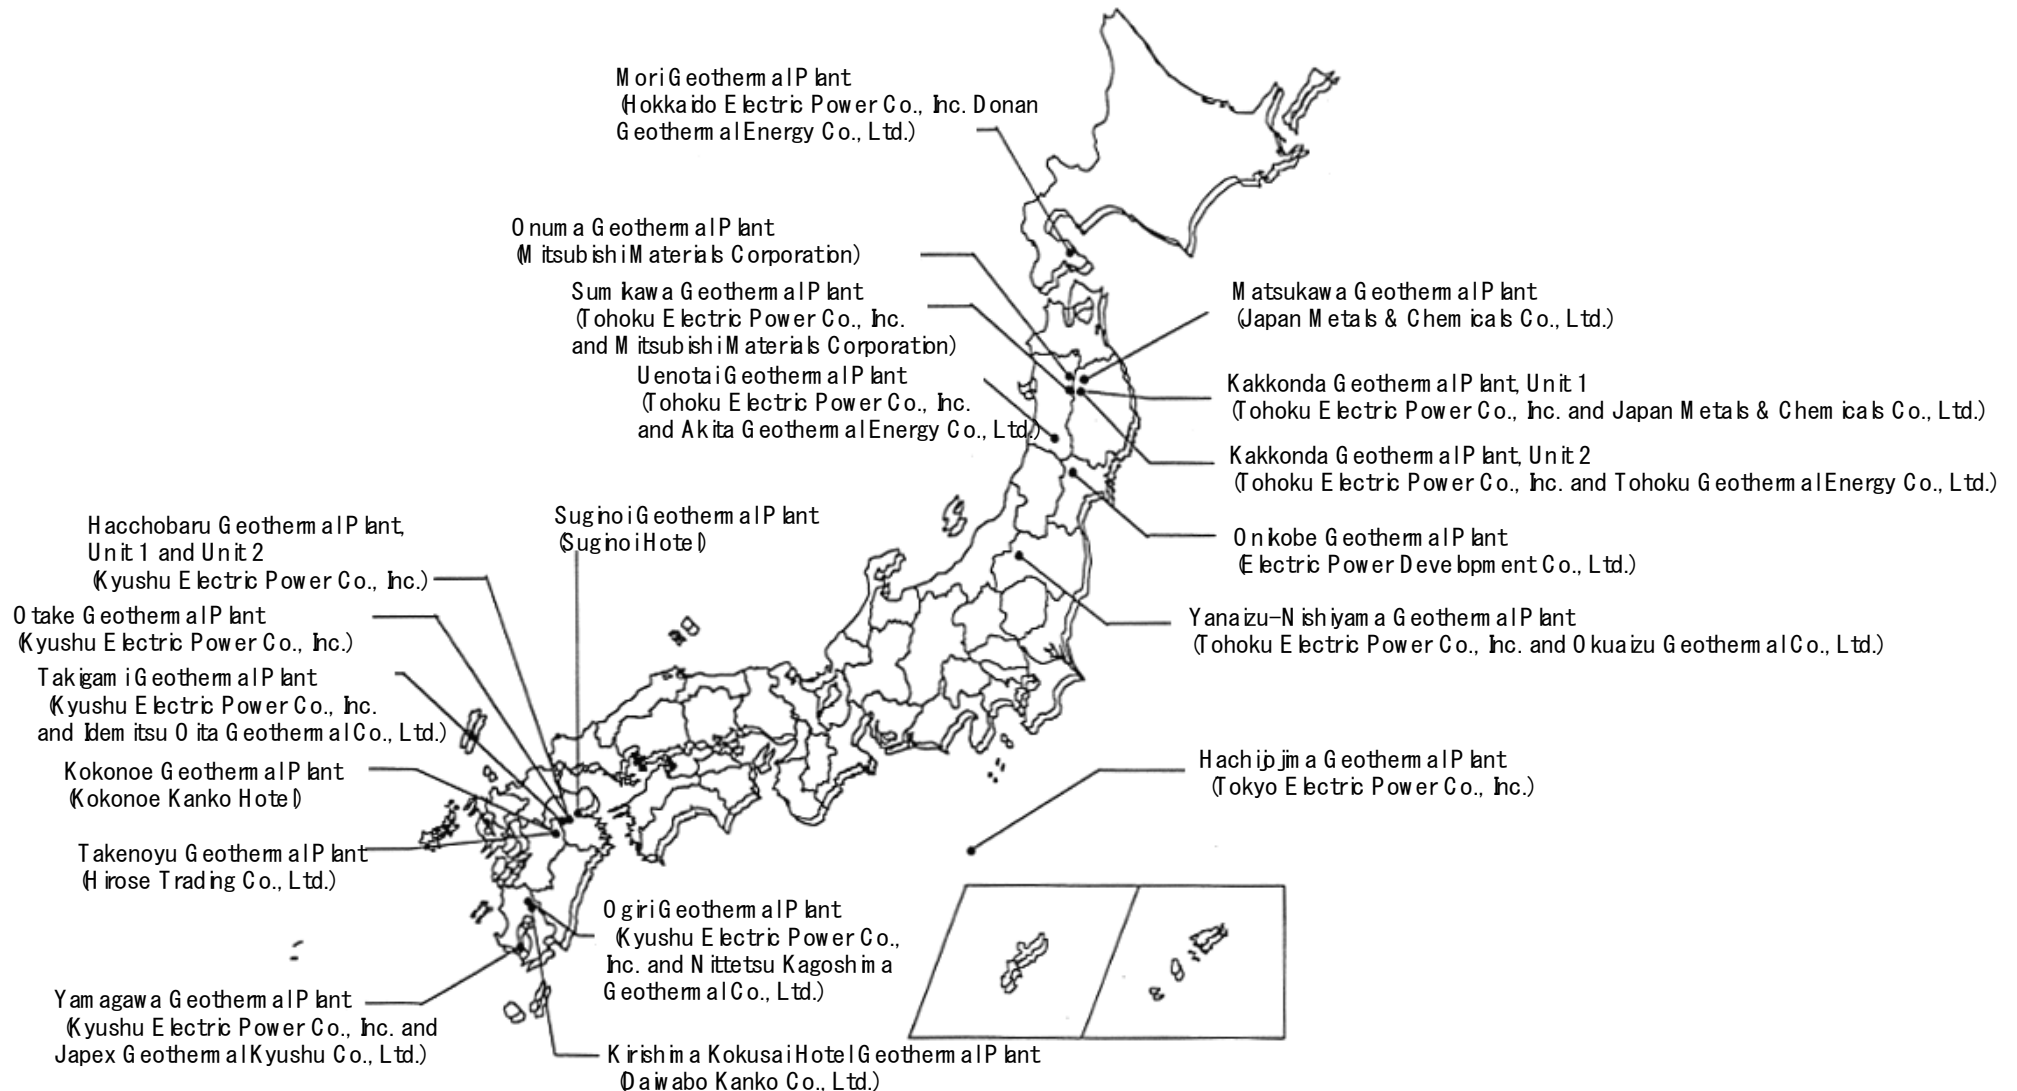 Mori Geothermal Plant
(Hokkaido Electric Power Co., Inc. Donan
Geothermal Energy Co., Ltd.)
Onuma Geothermal Plant
(Mitsubishi Materials Corporation)
Sumikawa Geothermal Plant
(Tohoku Electric Power Co., Inc.
and Mitsubishi Materials Corporation)
Uenotai Geothermal Plant
(Tohoku Electric Power Co., Inc.
and Akita Geothermal Energy Co., Ltd.)
Matsukawa Geothermal Plant
(Japan Metals & Chemicals Co., Ltd.)
Kakkonda Geothermal Plant, Unit 1
(Tohoku Electric Power Co., Inc. and Japan Metals & Chemicals Co., Ltd.)
Kakkonda Geothermal Plant, Unit 2
(Tohoku Electric Power Co., Inc. and Tohoku Geothermal Energy Co., Ltd.)
Onikobe Geothermal Plant
(Electric Power Development Co., Ltd.)
Yanaizu-Nishiyama Geothermal Plant
(Tohoku Electric Power Co., Inc. and Okuaizu Geothermal Co., Ltd.)
Hachijojima Geothermal Plant
(Tokyo Electric Power Co., Inc.)
Suginoi Geothermal Plant
(Suginoi Hotel)
Hacchobaru Geothermal Plant,
Unit 1 and Unit 2
(Kyushu Electric Power Co., Inc.)
Otake Geothermal Plant
(Kyushu Electric Power Co., Inc.)
Takigami Geothermal Plant
(Kyushu Electric Power Co., Inc.
and Idemitsu Oita Geothermal Co., Ltd.)
Kokonoe Geothermal Plant
(Kokonoe Kanko Hotel)
Takenoyu Geothermal Plant
(Hirose Trading Co., Ltd.)
Ogiri Geothermal Plant
(Kyushu Electric Power Co.,
Inc. and Nittetsu Kagoshima
Geothermal Co., Ltd.)
Yamagawa Geothermal Plant
(Kyushu Electric Power Co., Inc. and
Japex Geothermal Kyushu Co., Ltd.)
Kirishima Kokusai Hotel Geothermal Plant
(Daiwabo Kanko Co., Ltd.)